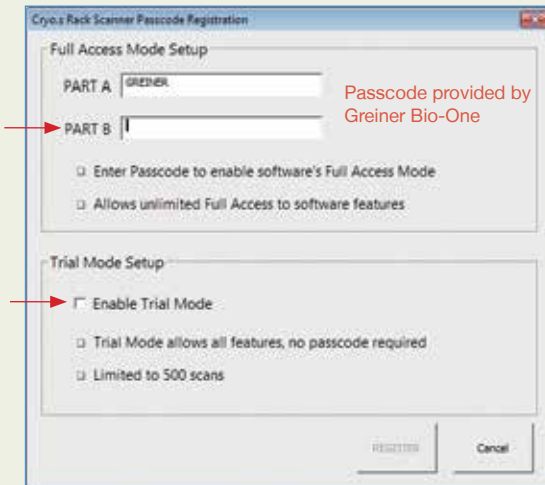 Cryo.s Rack Scanner Passcode Registration
Full Access Mode Setup
PART A GREINER
Passcode provided by
Greiner Bio-One
PART B
Enter Passcode to enable software's Full Access Mode
Allows unlimited Full Access to software features
Trial Mode Setup
Enable Trial Mode
Trial Mode allows all features, no passcode required
Limited to 500 scans
REGISTER Cancel